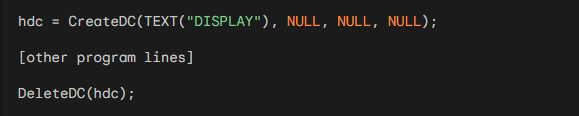 hdc = CreateDC(TEXT("DISPLAY"), NULL, NULL, NULL);
[other program lines]
DeleteDC(hdc);